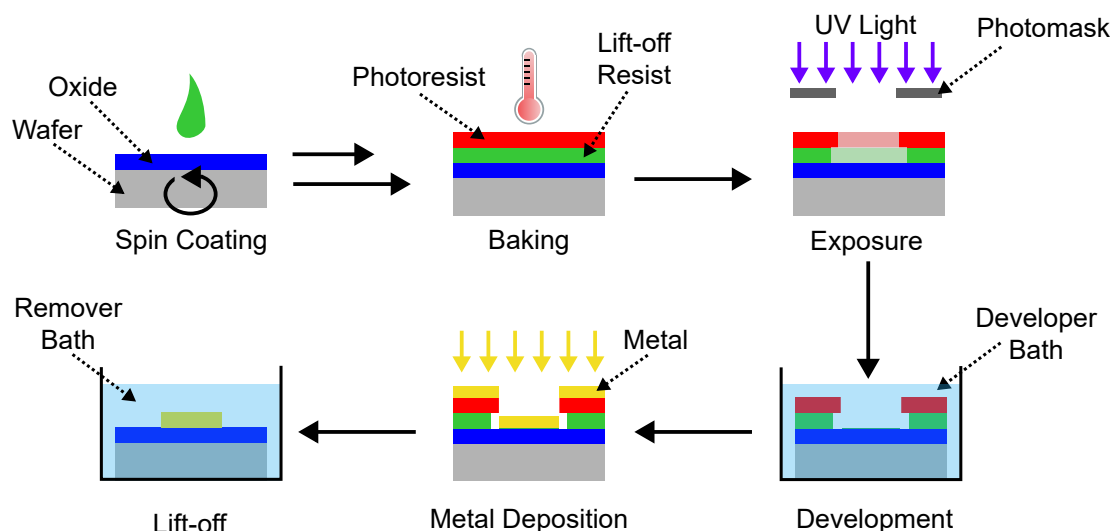 UV Light
Photomask
Lift-off
Resist
Photoresist
Oxide
Wafer
Spin Coating
Baking
Exposure
Remover
Bath
Metal
Developer
Bath
Lift-off
Metal Deposition
Development